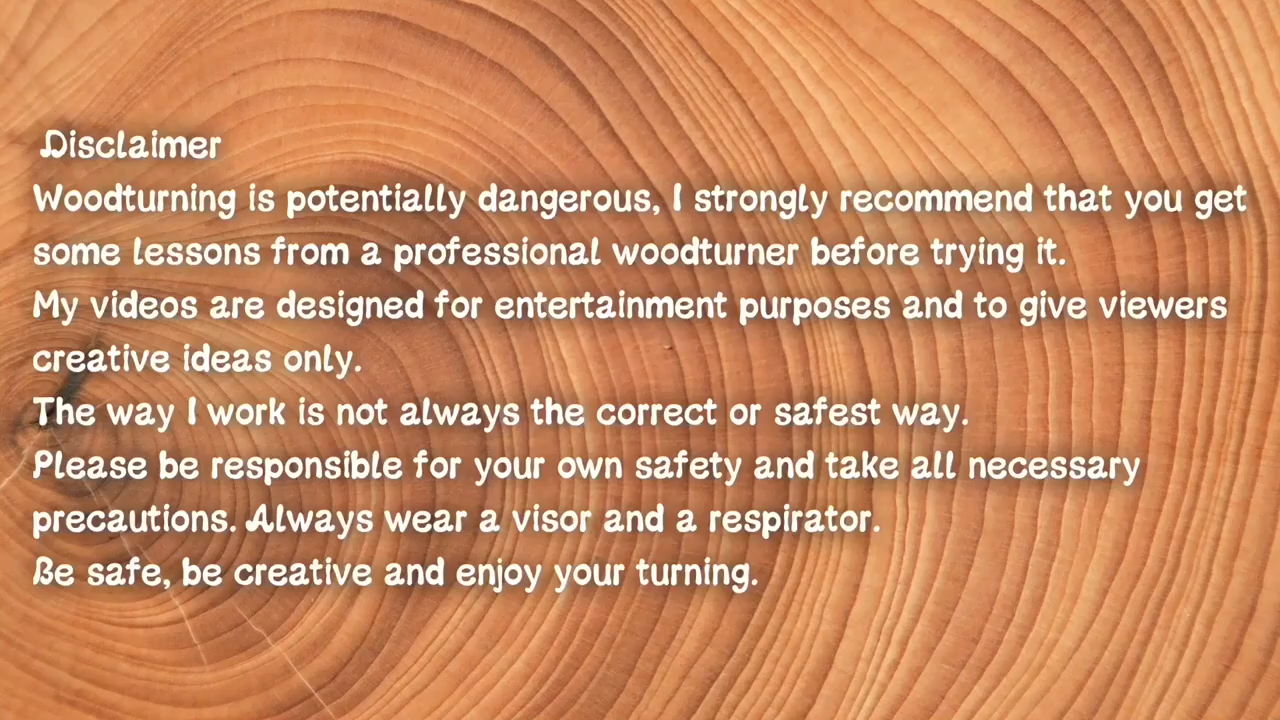 Disclaimer
Woodturning is potentially dangerous, I strongly recommend that you get
some lessons from a professional woodturner before trying it.
My videos are designed for entertainment purposes and to give viewers
creative ideas only.
The way I work is not always the correct or safest way.
Please be responsible for your own safety and take all necessary
precautions. Always wear a visor and a respirator.
Be safe, be creative and enjoy your turning.